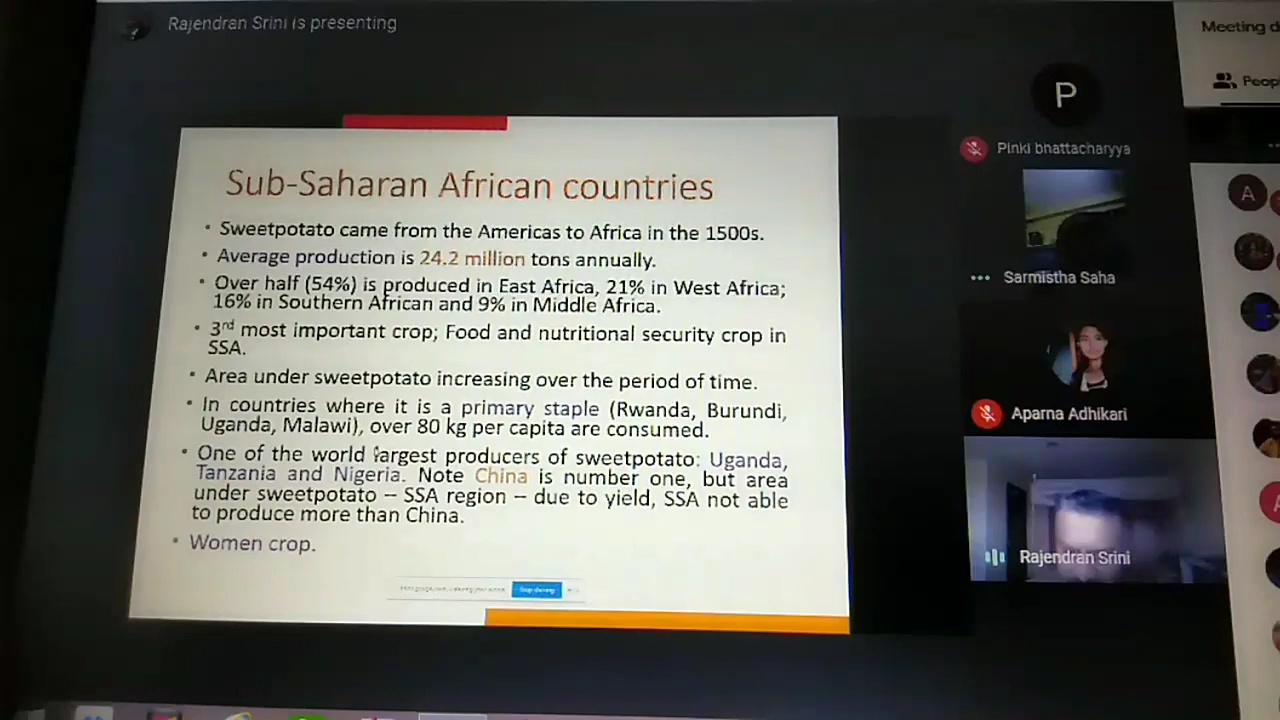 Rajendran Srini is presenting
Meeting d
Peop
P
Pinki bhattacharyya
Sarmistha Saha
Aparna Adhikari
Rajendran Srini
A
A
Sub-Saharan African countries
• Sweetpotato came from the Americas to Africa in the 1500s.
• Average production is 24.2 million tons annually.
• Over half (54%) is produced in East Africa, 21% in West Africa;
16% in Southern African and 9% in Middle Africa.
• 3rd most important crop; Food and nutritional security crop in
SSA.
• Area under sweetpotato increasing over the period of time.
• In countries where it is a primary staple (Rwanda, Burundi,
Uganda, Malawi), over 80 kg per capita are consumed.
• One of the world largest producers of sweetpotato: Uganda,
Tanzania and Nigeria. Note China is number one, but area
under sweetpotato – SSA region – due to yield, SSA not able
to produce more than China.
• Women crop.
Stop sharing